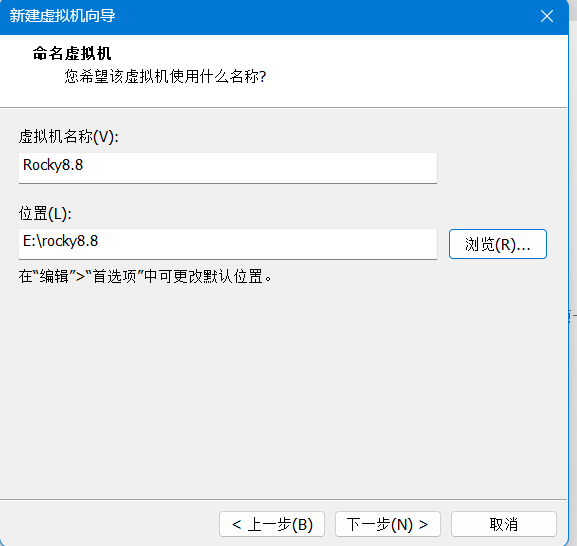 新建虚拟机向导
命名虚拟机
您希望该虚拟机使用什么名称?
虚拟机名称(V):
Rocky8.8
位置(L):
E:\rocky8.8
浏览(R)...
在“编辑”>“首选项”中可更改默认位置。
< 上一步(B)
下一步(N) >
取消